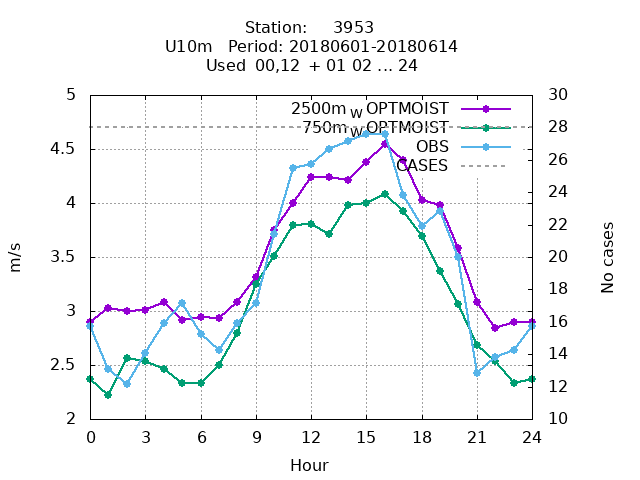 Station: 3953
U10m Period: 20180601-20180614
Used 00,12 + 01 02 ... 24
5
4.5
4
3.5
3
2.5
2
30
28
26
24
22
20
18
16
14
12
10
2500m W OPTMOIST
750m W OPTMOIST
OBS
CASES
m/s
No cases
0 3 6 9 12 15 18 21 24
Hour